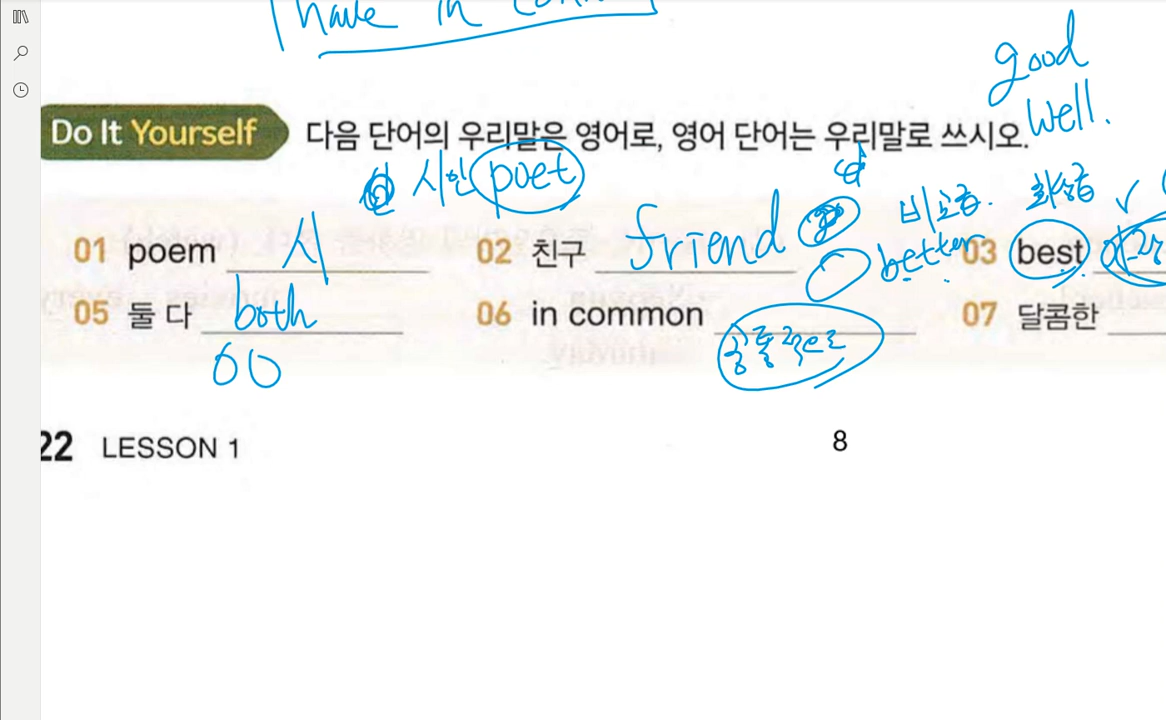 have in
good
well.
Do It Yourself 다음 단어의 우리말은 영어로, 영어 단어는 우리말로 쓰시오.
시인 poet
비교급. 최상급
01 poem 시 02 친구 friend better 03 best
05 둘 다 both 06 in common 공통적으로 07 달콤한
22 LESSON 1 8